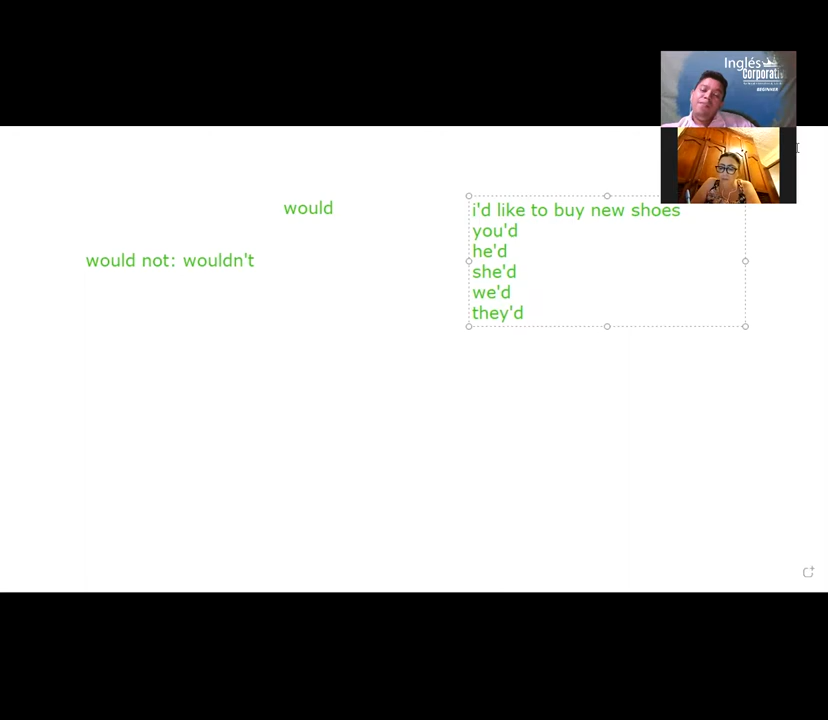 Inglés
Corporativo
BEGINNER
would
would not: wouldn't
i'd like to buy new shoes
you'd
he'd
she'd
we'd
they'd